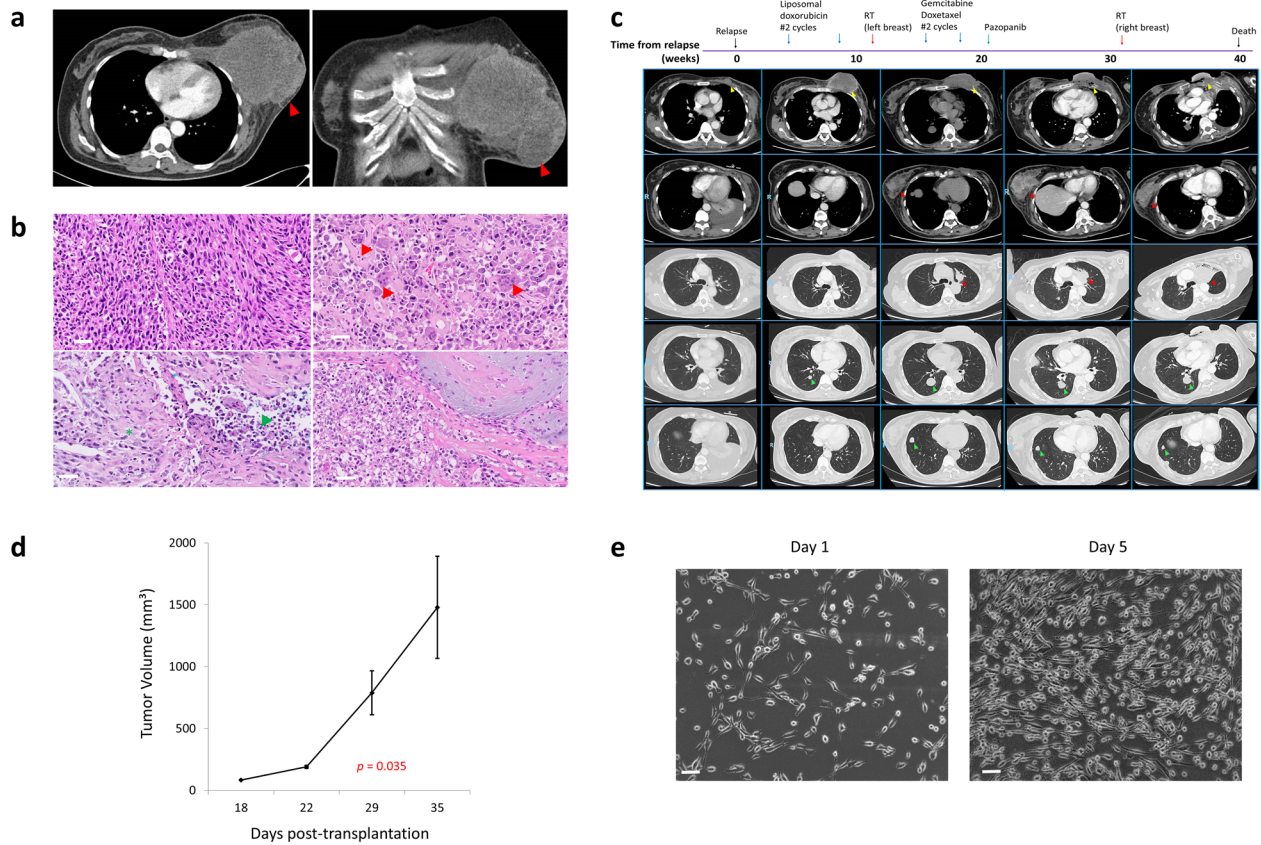 a
b
c
Liposomal
doxorubicin
#2 cycles
RT
(left breast)
Gemcitabine
Doxetaxel
#2 cycles
Pazopanib
RT
(right breast)
Relapse
Death
Time from relapse
(weeks)
0
10
20
30
40
R
R
R
d
Tumor Volume (mm³)
2000
1500
1000
500
0
p = 0.035
18
22
29
35
Days post-transplantation
e
Day 1
Day 5